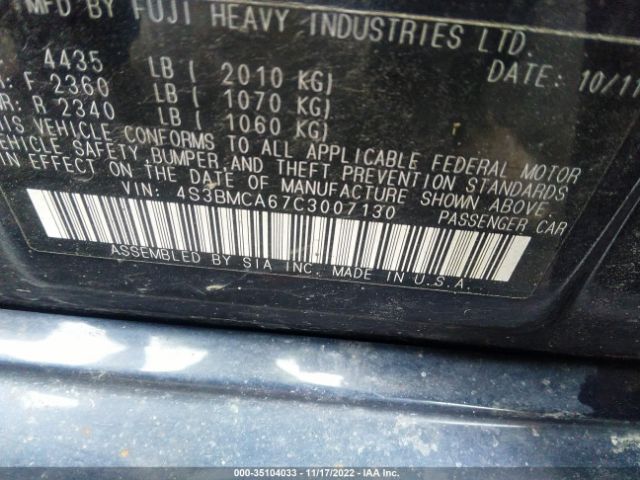 MFD BY FUJI HEAVY INDUSTRIES LTD.
4435 LB ( 2010 KG) DATE: 10/11
F 2360 LB ( 1070 KG)
R: R 2340 LB ( 1060 KG)
VEHICLE CONFORMS TO ALL APPLICABLE FEDERAL MOTOR
VEHICLE SAFETY, BUMPER, AND THEFT PREVENTION STANDARDS
IN EFFECT ON THE DATE OF MANUFACTURE SHOWN ABOVE.
VIN: 4S3BMCA67C3007130 PASSENGER CAR
ASSEMBLED BY SIA INC. MADE IN U.S.A.
000-35104033 - 11/17/2022 - IAA Inc.